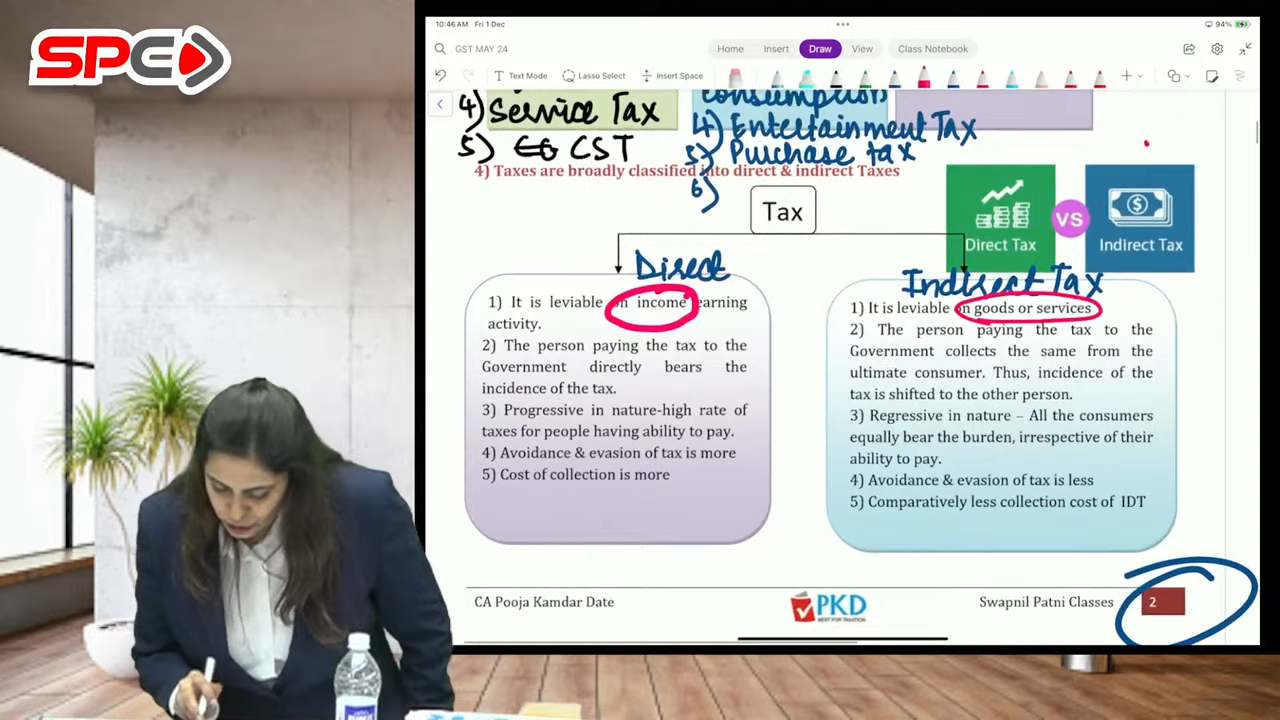 SPC
10:46 AM Fri 1 Dec
94%
GST MAY 24
Home Insert Draw View Class Notebook
Text Mode Lasso Select Insert Space
4) Service Tax
5) CST
consumption
4) Entertainment Tax
5) Purchase tax
6)
4) Taxes are broadly classified into direct & indirect Taxes
Tax
Direct Tax VS Indirect Tax
Direct
1) It is leviable on income earning
activity.
2) The person paying the tax to the
Government directly bears the
incidence of the tax.
3) Progressive in nature-high rate of
taxes for people having ability to pay.
4) Avoidance & evasion of tax is more
5) Cost of collection is more
Indirect Tax
1) It is leviable on goods or services
2) The person paying the tax to the
Government collects the same from the
ultimate consumer. Thus, incidence of the
tax is shifted to the other person.
3) Regressive in nature – All the consumers
equally bear the burden, irrespective of their
ability to pay.
4) Avoidance & evasion of tax is less
5) Comparatively less collection cost of IDT
CA Pooja Kamdar Date
PKD
BEST FOR TAXATION
Swapnil Patni Classes
2